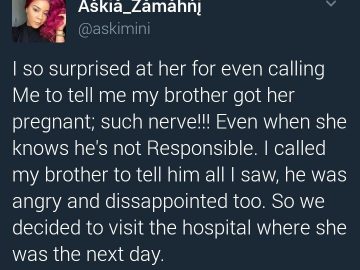 Aŝkiá_Zámáhńį
@askimini
I so surprised at her for even calling
Me to tell me my brother got her
pregnant; such nerve!!! Even when she
knows he's not Responsible. I called
my brother to tell him all I saw, he was
angry and dissappointed too. So we
decided to visit the hospital where she
was the next day.